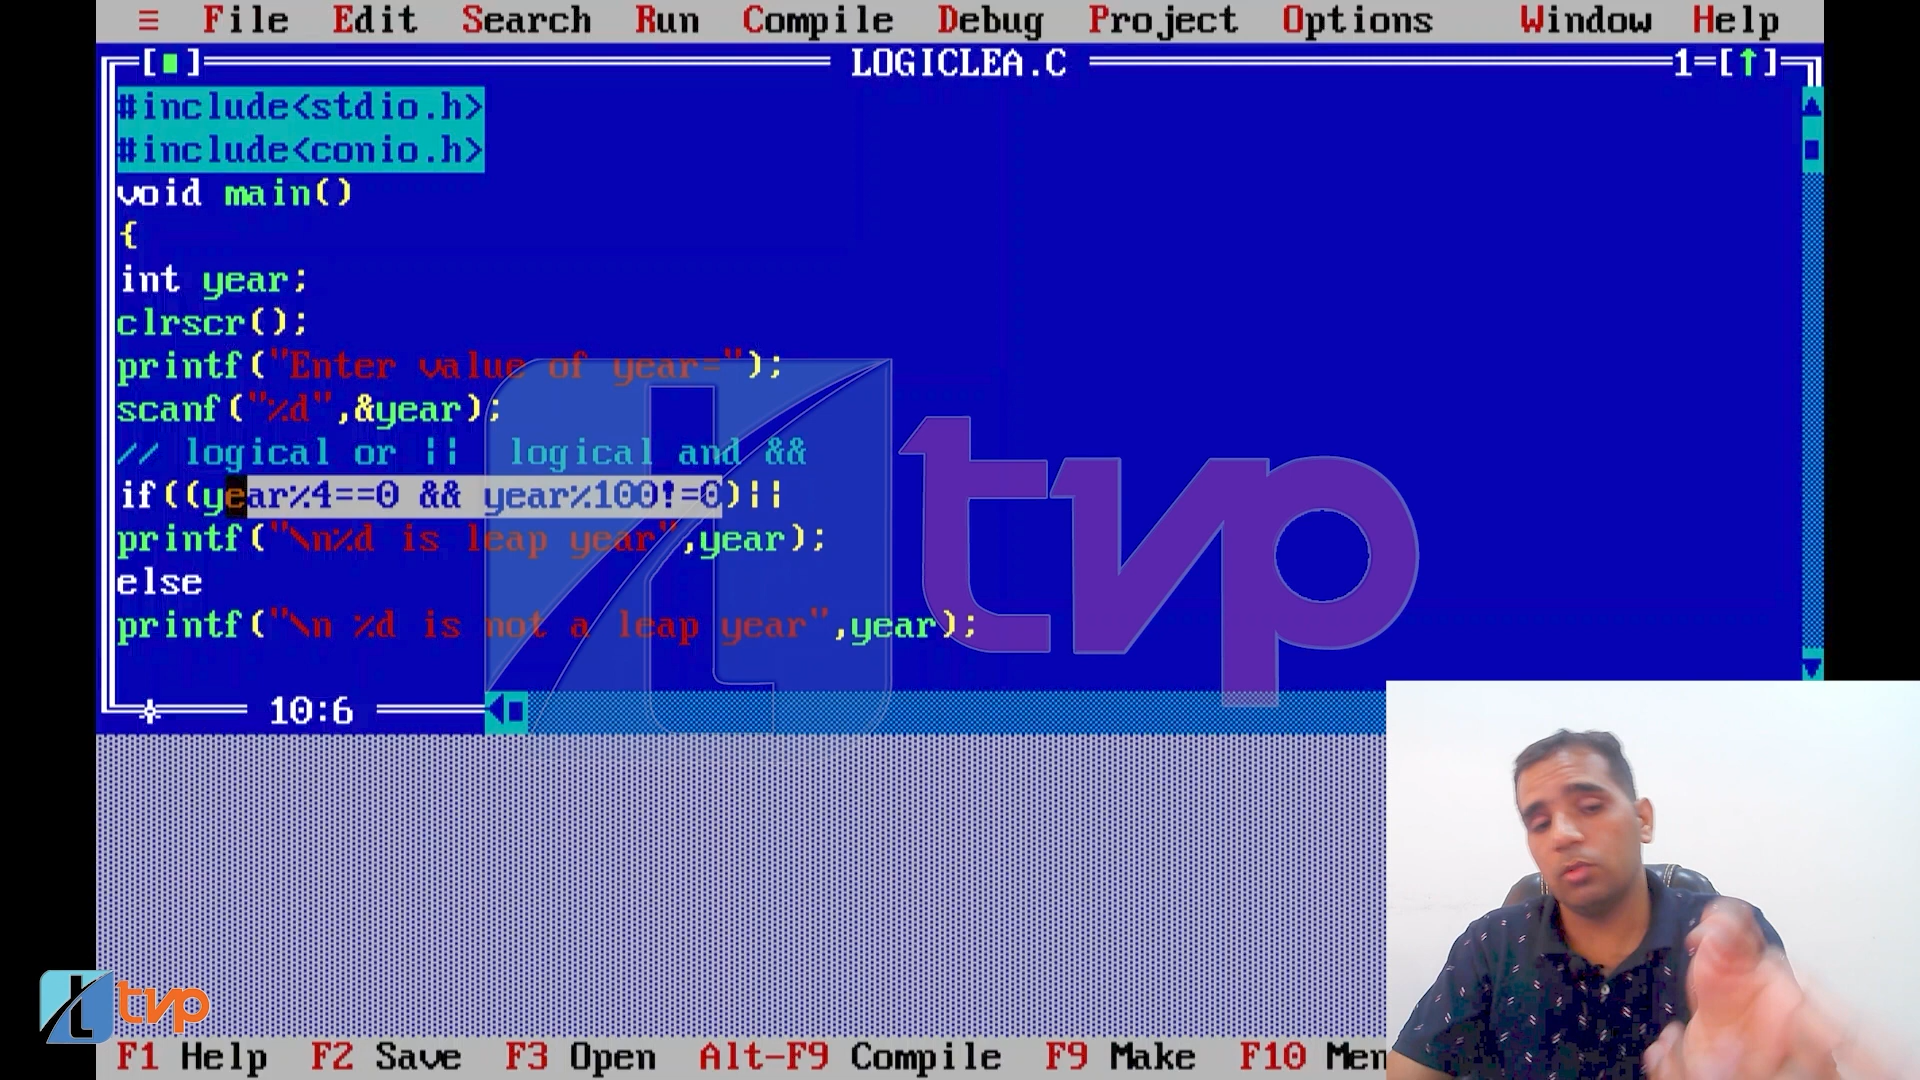 ≡ File Edit Search Run Compile Debug Project Options Window Help
[■] LOGICLEA.C 1=[↑]
#include<stdio.h>
#include<conio.h>
void main()
{
int year;
clrscr();
printf("Enter value of year=");
scanf("%d",&year);
// logical or || logical and &&
if((year%4==0 && year%100!=0)||
printf("\n%d is leap year",year);
else
printf("\n %d is not a leap year",year);
tvp
10:6
tvp
F1 Help F2 Save F3 Open Alt-F9 Compile F9 Make F10 Men